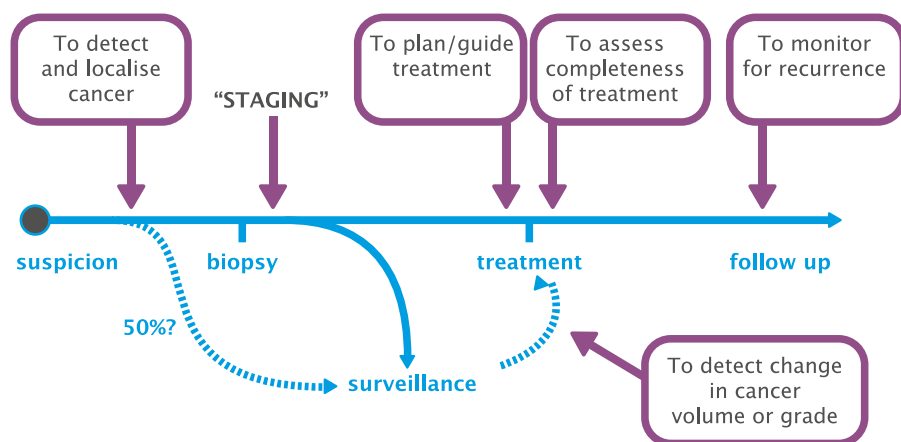 To detect
and localise
cancer
“STAGING”
To plan/guide
treatment
To assess
completeness
of treatment
To monitor
for recurrence
suspicion
biopsy
treatment
follow up
50%?
surveillance
To detect change
in cancer
volume or grade